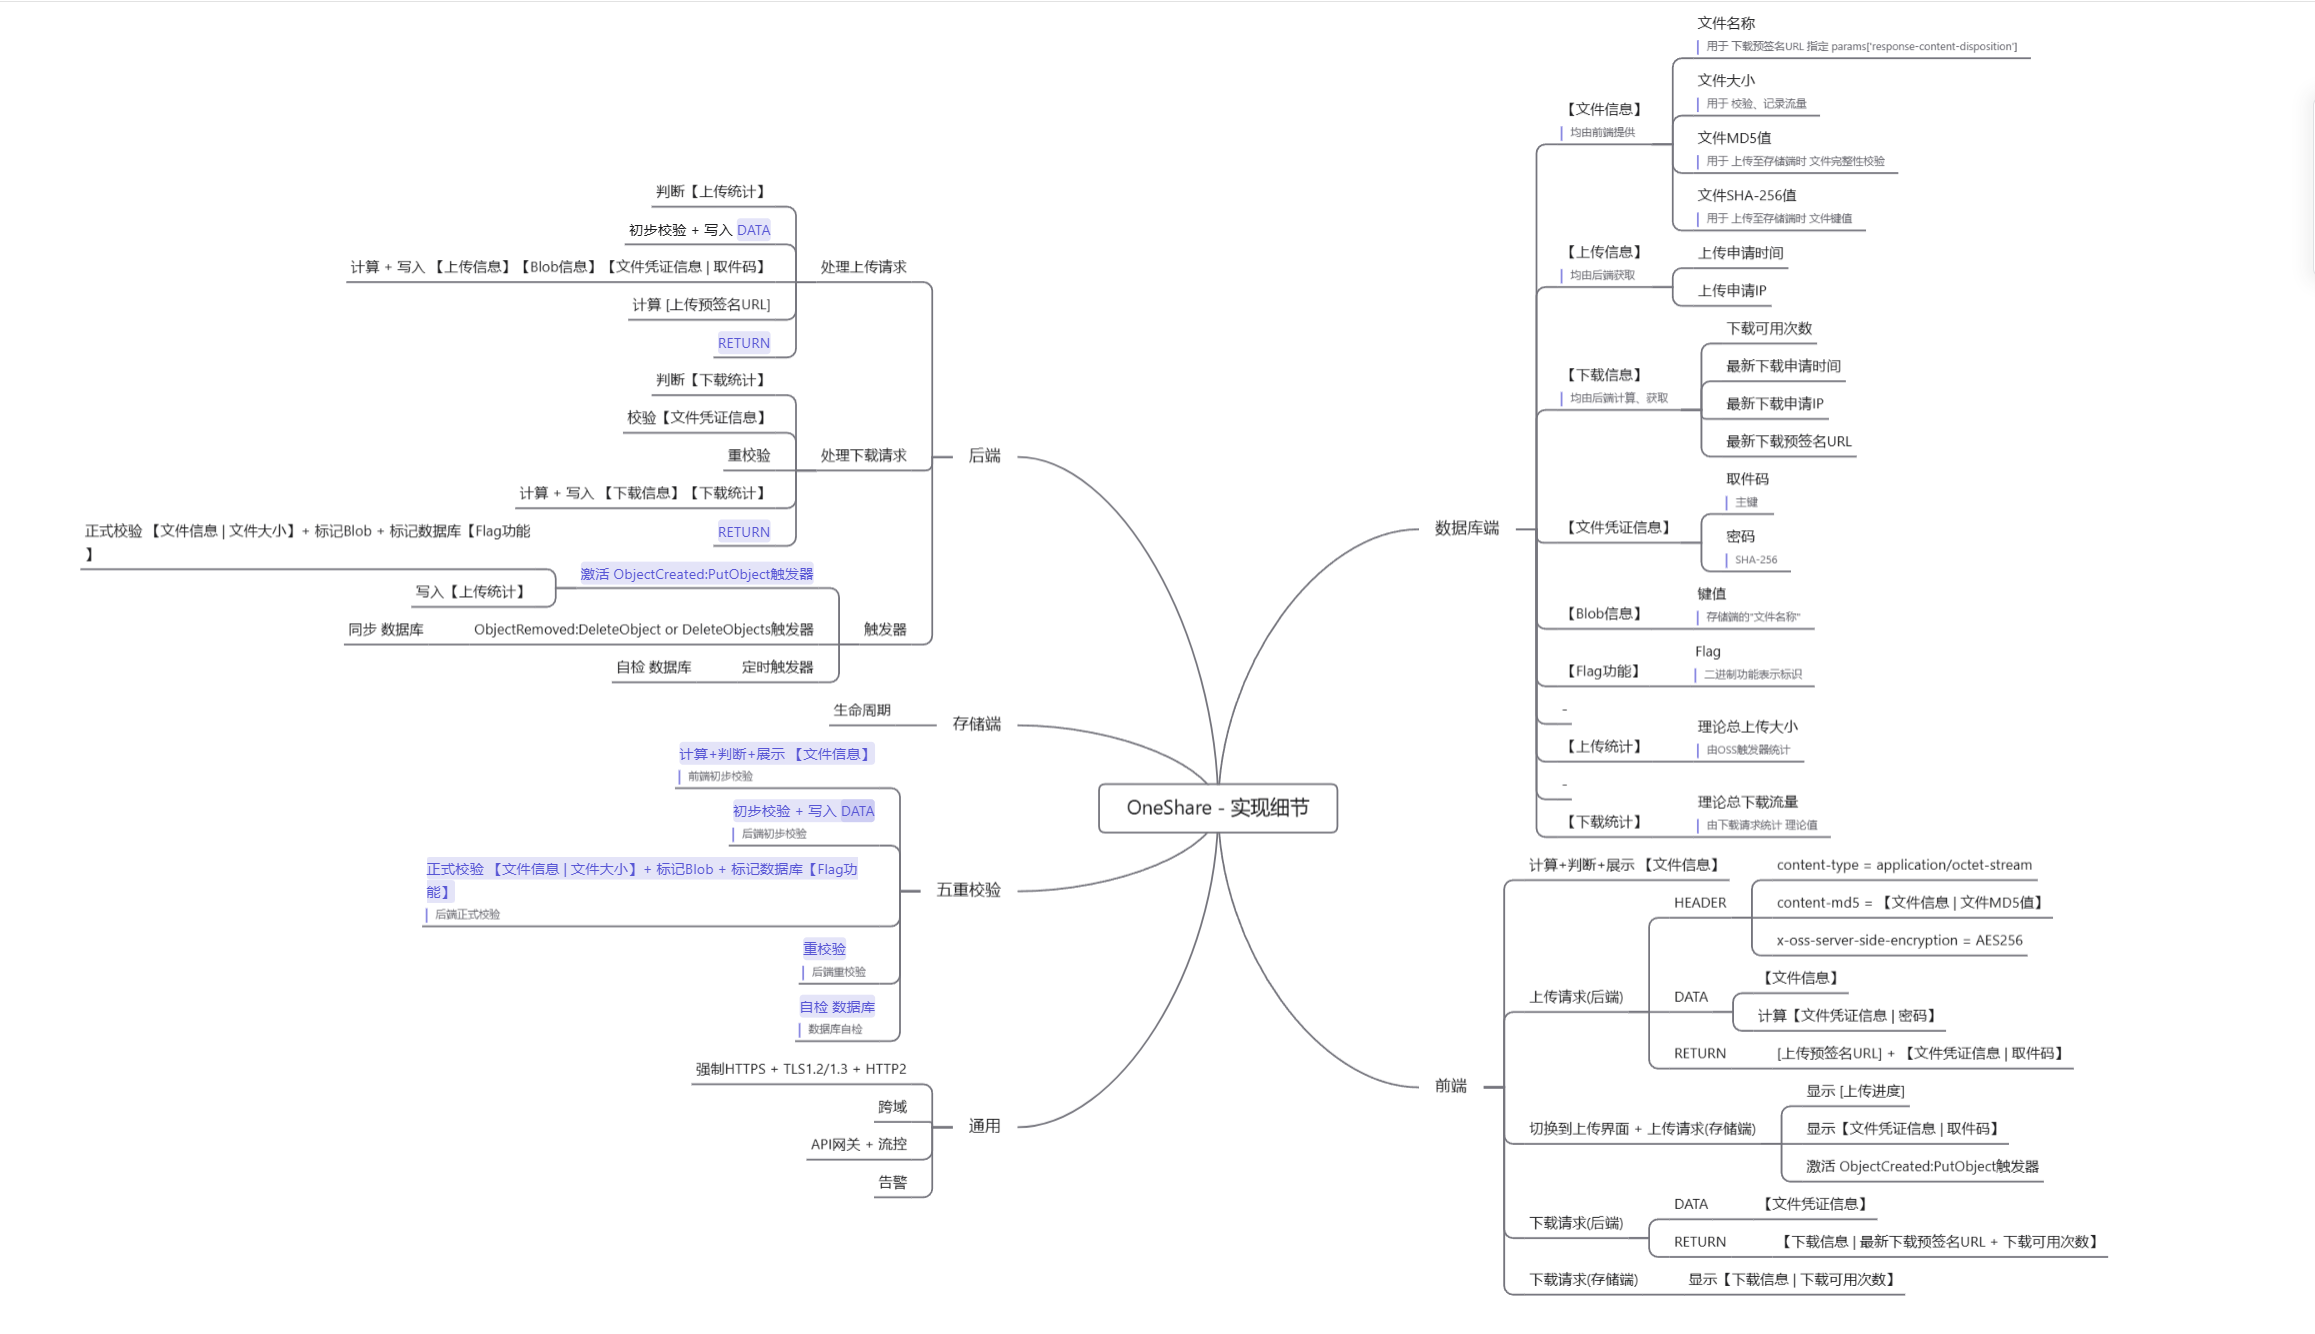 OneShare - 实现细节
后端
处理上传请求
判断【上传统计】
初步校验 + 写入 DATA
计算 + 写入 【上传信息】【Blob信息】【文件凭证信息 | 取件码】
计算 [上传预签名URL]
RETURN
处理下载请求
判断【下载统计】
校验【文件凭证信息】
重校验
计算 + 写入 【下载信息】【下载统计】
RETURN
触发器
激活 ObjectCreated:PutObject触发器
正式校验 【文件信息 | 文件大小】+ 标记Blob + 标记数据库【Flag功能
】
写入【上传统计】
ObjectRemoved:DeleteObject or DeleteObjects触发器
同步 数据库
定时触发器
自检 数据库
存储端
生命周期
五重校验
计算+判断+展示 【文件信息】
前端初步校验
初步校验 + 写入 DATA
后端初步校验
正式校验 【文件信息 | 文件大小】+ 标记Blob + 标记数据库【Flag功
能】
后端正式校验
重校验
后端重校验
自检 数据库
数据库自检
通用
强制HTTPS + TLS1.2/1.3 + HTTP2
跨域
API网关 + 流控
告警
数据库端
【文件信息】
均由前端提供
文件名称
用于 下载预签名URL 指定 params['response-content-disposition']
文件大小
用于 校验、记录流量
文件MD5值
用于 上传至存储端时 文件完整性校验
文件SHA-256值
用于 上传至存储端时 文件键值
【上传信息】
均由后端获取
上传申请时间
上传申请IP
【下载信息】
均由后端计算、获取
下载可用次数
最新下载申请时间
最新下载申请IP
最新下载预签名URL
【文件凭证信息】
取件码
主键
密码
SHA-256
【Blob信息】
键值
存储端的"文件名称"
【Flag功能】
Flag
二进制功能表示标识
-
【上传统计】
理论总上传大小
由OSS触发器统计
-
【下载统计】
理论总下载流量
由下载请求统计 理论值
前端
计算+判断+展示 【文件信息】
上传请求(后端)
HEADER
content-type = application/octet-stream
content-md5 = 【文件信息 | 文件MD5值】
x-oss-server-side-encryption = AES256
DATA
【文件信息】
计算【文件凭证信息 | 密码】
RETURN
[上传预签名URL] + 【文件凭证信息 | 取件码】
切换到上传界面 + 上传请求(存储端)
显示 [上传进度]
显示【文件凭证信息 | 取件码】
激活 ObjectCreated:PutObject触发器
下载请求(后端)
DATA
【文件凭证信息】
RETURN
【下载信息 | 最新下载预签名URL + 下载可用次数】
下载请求(存储端)
显示【下载信息 | 下载可用次数】